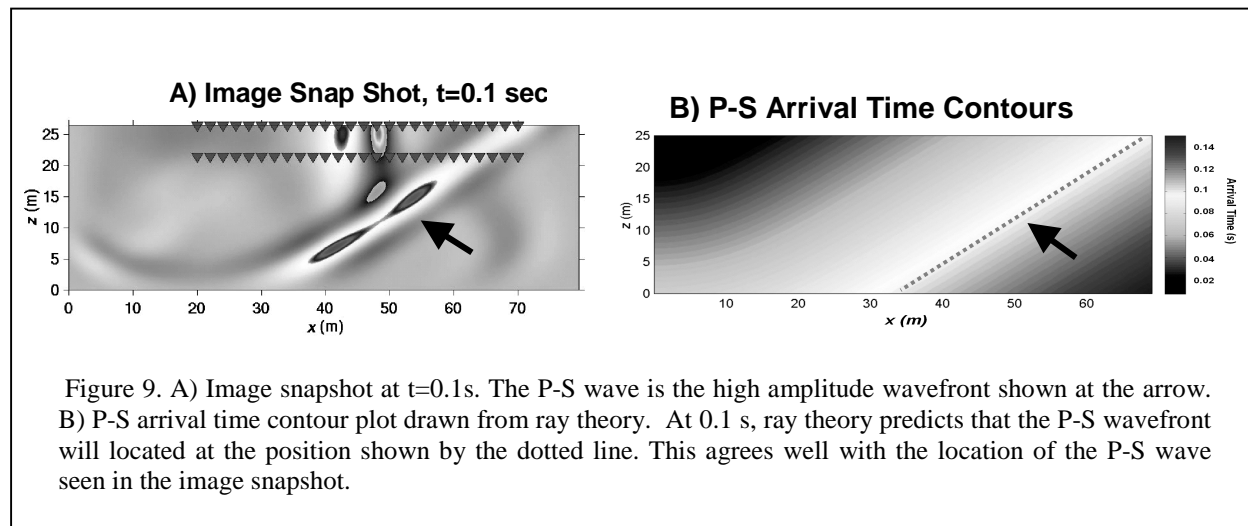 A) Image Snap Shot, t=0.1 sec
25
20
15
10
5
0
z (m)
0 10 20 30 40 50 60 70
x (m)
B) P-S Arrival Time Contours
25
20
15
10
5
0
z (m)
10 20 30 40 50 60
x (m)
0.14
0.12
0.1
0.08
0.06
0.04
0.02
Arrival Time (s)
Figure 9. A) Image snapshot at t=0.1s. The P-S wave is the high amplitude wavefront shown at the arrow.
B) P-S arrival time contour plot drawn from ray theory. At 0.1 s, ray theory predicts that the P-S wavefront
will located at the position shown by the dotted line. This agrees well with the location of the P-S wave
seen in the image snapshot.